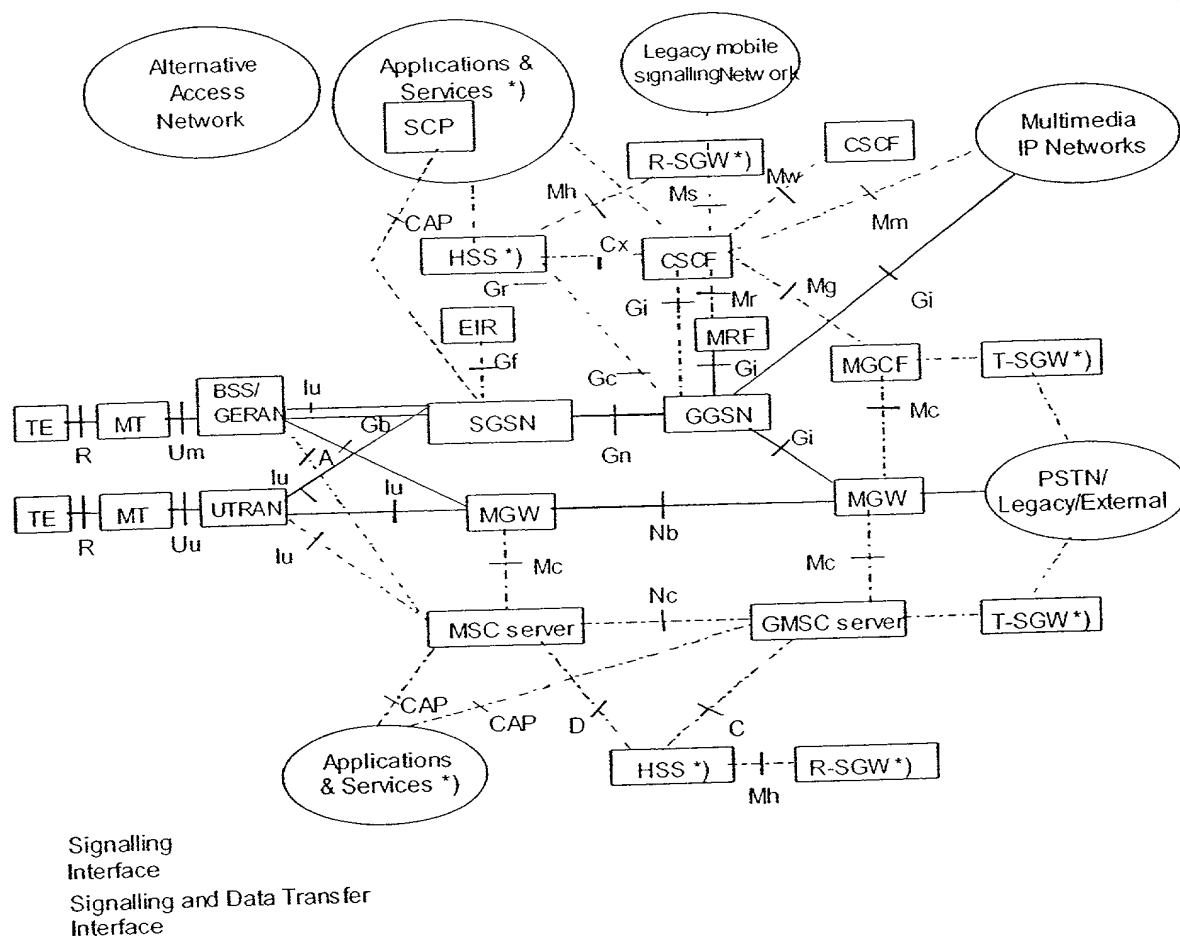 Alternative
Access
Network
Applications &
Services *)
SCP
Legacy mobile
signallingNetwork
R-SGW *)
CSCF
Multimedia
IP Networks
Mh
Ms
Mw
Mm
CAP
HSS *)
Cx
CSCF
Gr
Gi
Mr
Mg
Gi
EIR
MRF
Gf
Gc
Gi
MGCF
T-SGW *)
BSS/
GERAN
Iu
Gb
TE
MT
SGSN
GGSN
Mc
R
Um
A
Gn
Gi
Iu
Iu
PSTN/
Legacy/External
TE
MT
UTRAN
MGW
MGW
R
Uu
Iu
Nb
Mc
Mc
Nc
MSC server
GMSC server
T-SGW *)
CAP
CAP
D
C
Applications
& Services *)
HSS *)
R-SGW *)
Mh
Signalling
Interface
Signalling and Data Transfer
Interface